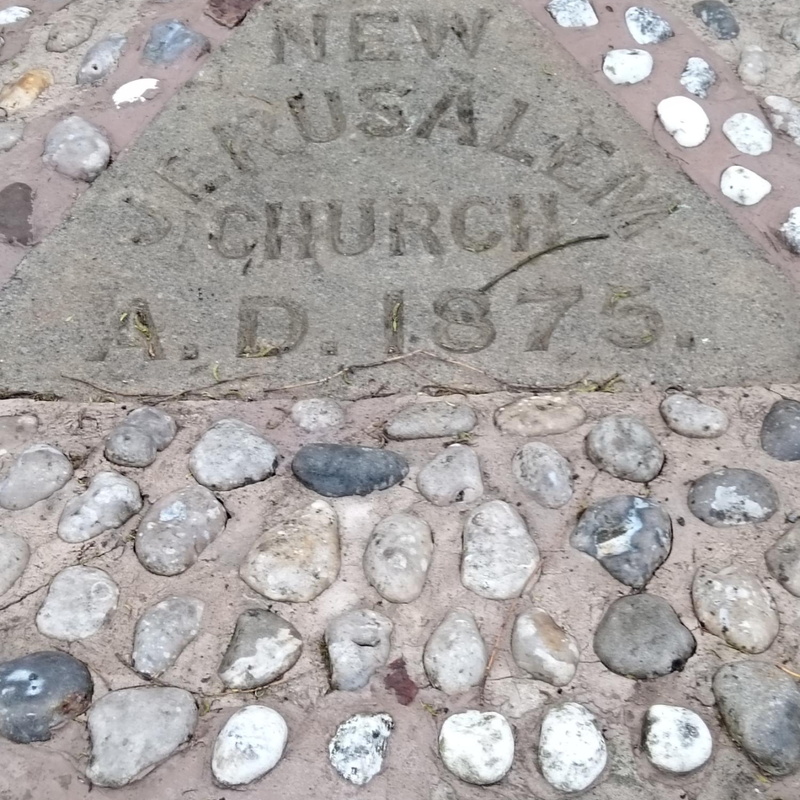 NEW
JERUSALEM
CHURCH
A.D. 1875.